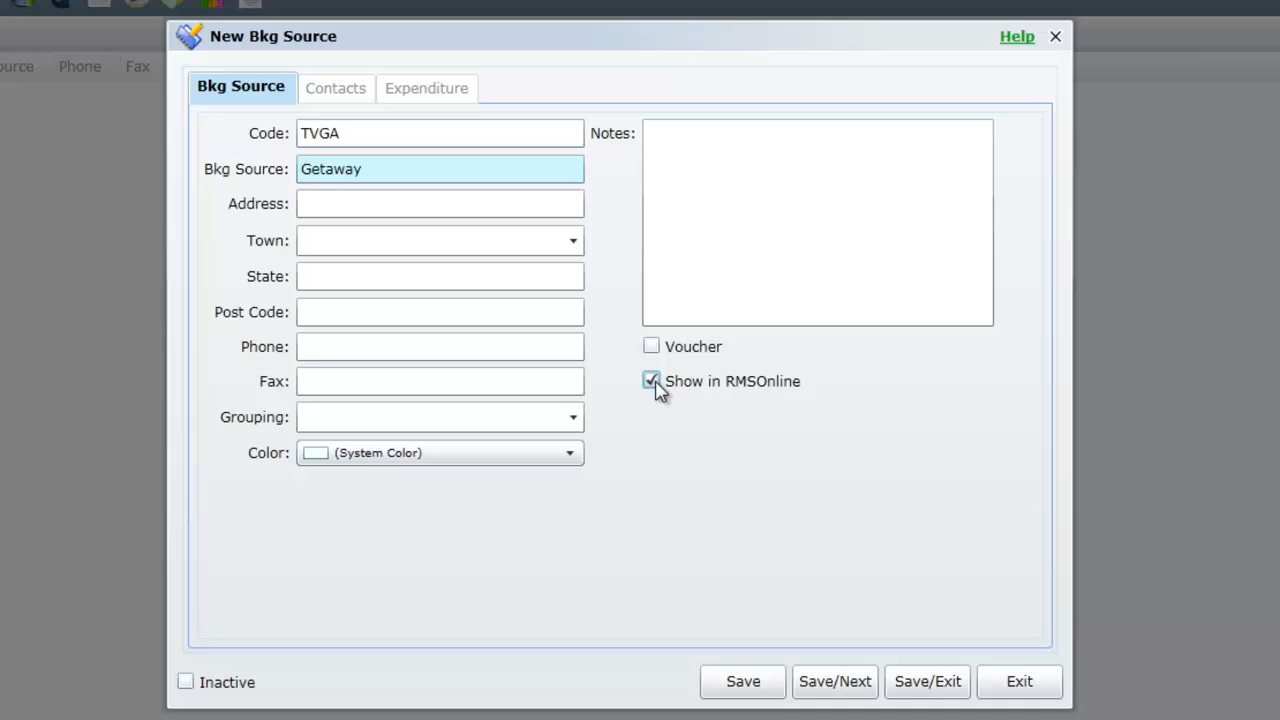 New Bkg Source
Help
ource Phone Fax
Bkg Source Contacts Expenditure
Code: TVGA
Notes:
Bkg Source: Getaway
Address:
Town:
State:
Post Code:
Phone:
Voucher
Fax:
Show in RMSOnline
Grouping:
Color: (System Color)
Inactive
Save Save/Next Save/Exit Exit